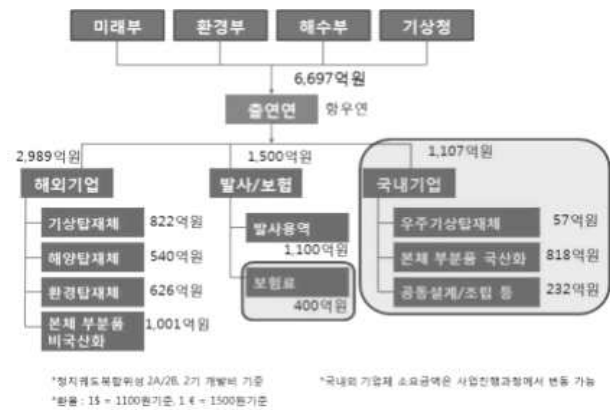 미래부 환경부 해수부 기상청
6,697억원
출연연 항우연
2,989억원 1,500억원 1,107억원
해외기업 발사/보험 국내기업
기상탑재체 822억원
해양탑재체 540억원
환경탑재체 626억원
본체 부분품
비국산화 1,001억원
발사용역
1,100억원
보험료
400억원
우주기상탑재체 57억원
본체 부분품 국산화 818억원
공동설계/조립 등 232억원
*정지궤도복합위성 2A/2B, 2기 개발비 기준
*국내외 기업체 소요금액은 사업진행과정에서 변동 가능
*환율 : 1$ = 1100원기준, 1 € = 1500원기준